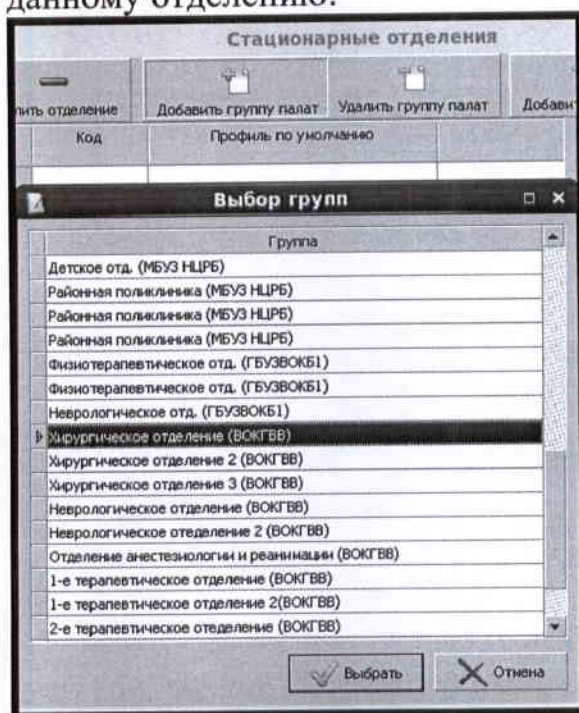 данному отделению.
Стационарные отделения
отделение Добавить группу палат Удалить группу палат
Код Профиль по умолчанию
Выбор групп
Группа
Детское отд. (МБУЗ НЦРБ)
Районная поликлиника (МБУЗ НЦРБ)
Районная поликлиника (МБУЗ НЦРБ)
Районная поликлиника (МБУЗ НЦРБ)
Физиотерапевтическое отд. (ГБУЗВОКБ1)
Физиотерапевтическое отд. (ГБУЗВОКБ1)
Неврологическое отд. (ГБУЗВОКБ1)
Хирургическое отделение (ВОКГВВ)
Хирургическое отделение 2 (ВОКГВВ)
Хирургическое отделение 3 (ВОКГВВ)
Неврологическое отделение (ВОКГВВ)
Неврологическое отеделение 2 (ВОКГВВ)
Отделение анестезиологии и реанимации (ВОКГВВ)
1-е терапевтическое отделение (ВОКГВВ)
1-е терапевтическое отделение 2(ВОКГВВ)
2-е терапевтическое отеделение (ВОКГВВ)
Выбрать Отмена